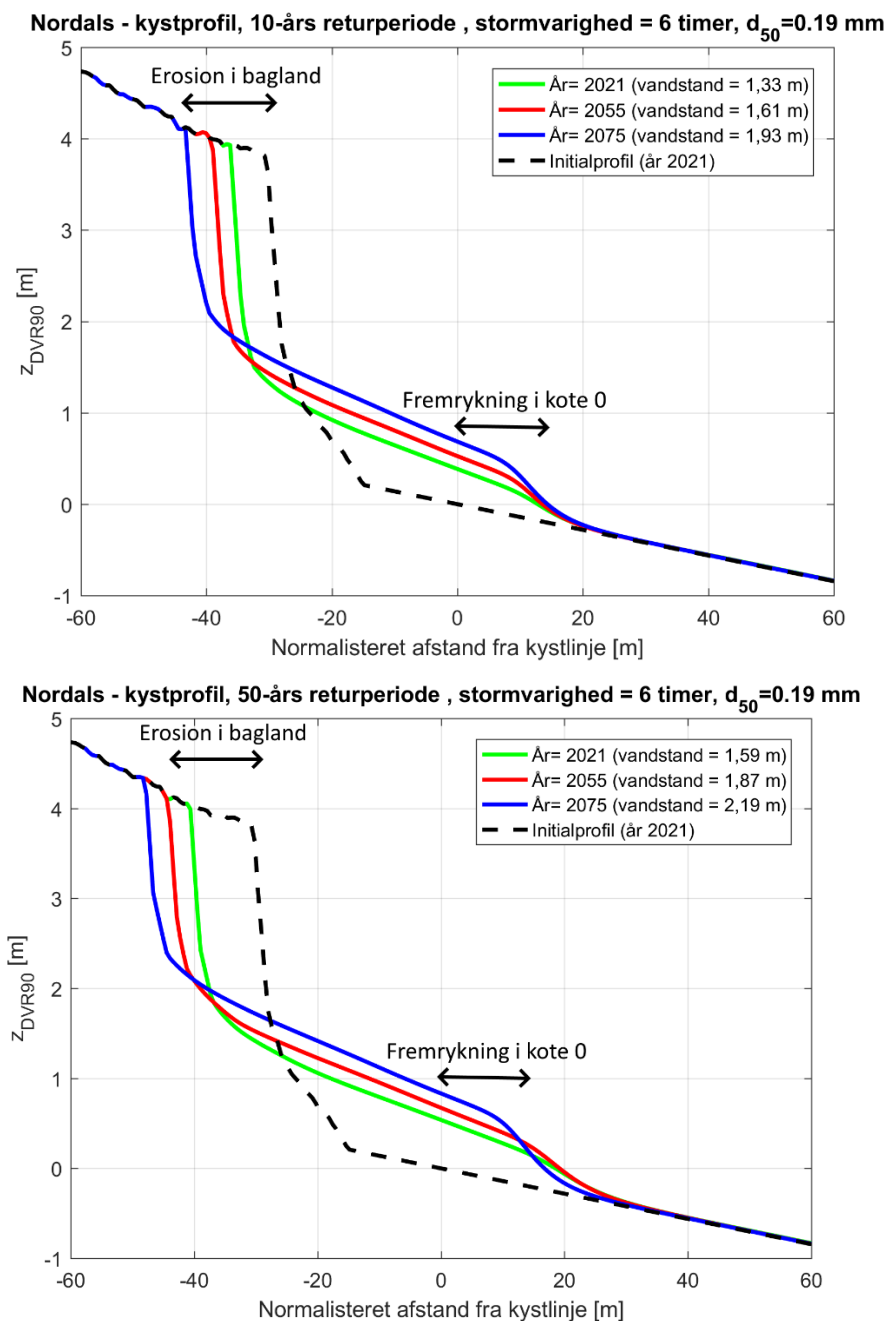 Nordals - kystprofil, 10-års returperiode , stormvarighed = 6 timer, d50=0.19 mm
Erosion i bagland
År= 2021 (vandstand = 1,33 m)
År= 2055 (vandstand = 1,61 m)
År= 2075 (vandstand = 1,93 m)
Initialprofil (år 2021)
Fremrykning i kote 0
zDVR90 [m]
5
4
3
2
1
0
-1
-60
-40
-20
0
20
40
60
Normaliseret afstand fra kystlinje [m]
Nordals - kystprofil, 50-års returperiode , stormvarighed = 6 timer, d50=0.19 mm
Erosion i bagland
År= 2021 (vandstand = 1,59 m)
År= 2055 (vandstand = 1,87 m)
År= 2075 (vandstand = 2,19 m)
Initialprofil (år 2021)
Fremrykning i kote 0
zDVR90 [m]
5
4
3
2
1
0
-1
-60
-40
-20
0
20
40
60
Normaliseret afstand fra kystlinje [m]